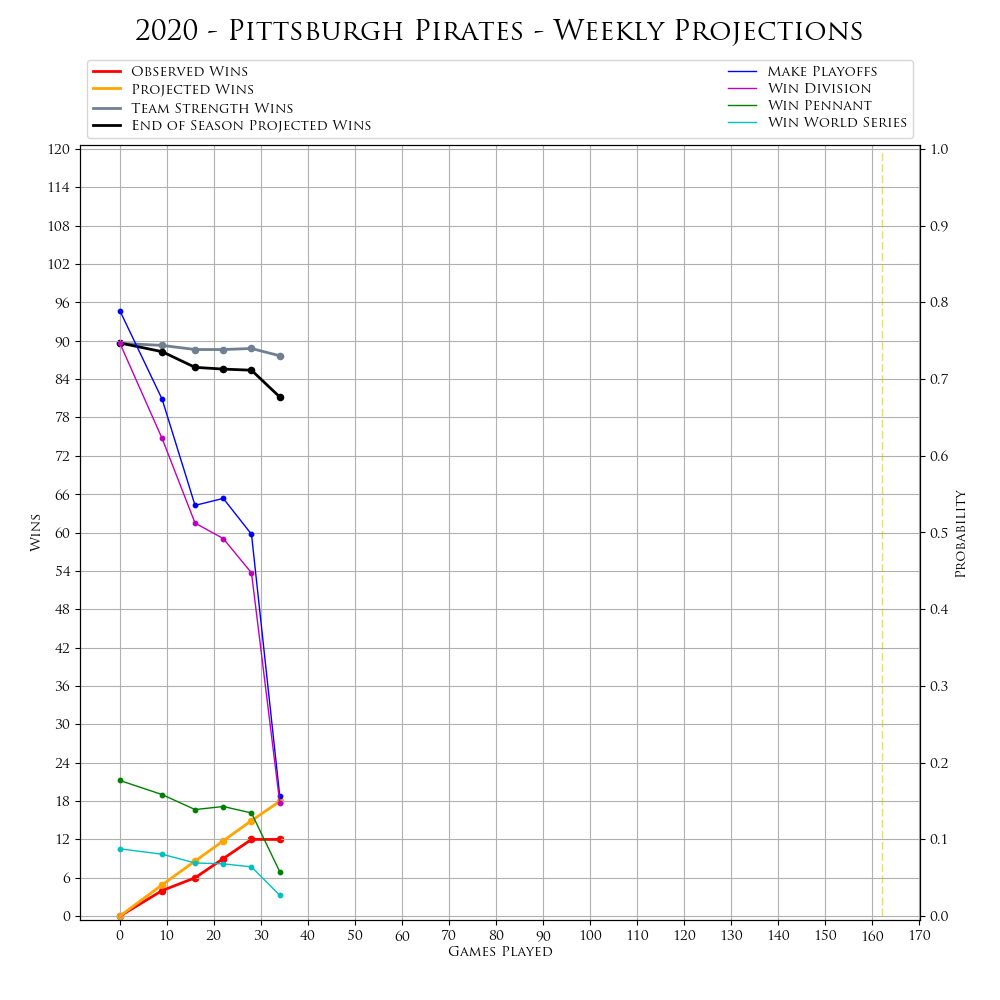 2020 - Pittsburgh Pirates - Weekly Projections
Observed Wins
Projected Wins
Team Strength Wins
End of Season Projected Wins
Make Playoffs
Win Division
Win Pennant
Win World Series
120
114
108
102
96
90
84
78
72
66
60
54
48
42
36
30
24
18
12
6
0
Wins
1.0
0.9
0.8
0.7
0.6
0.5
0.4
0.3
0.2
0.1
0.0
Probability
0 10 20 30 40 50 60 70 80 90 100 110 120 130 140 150 160 170
Games Played